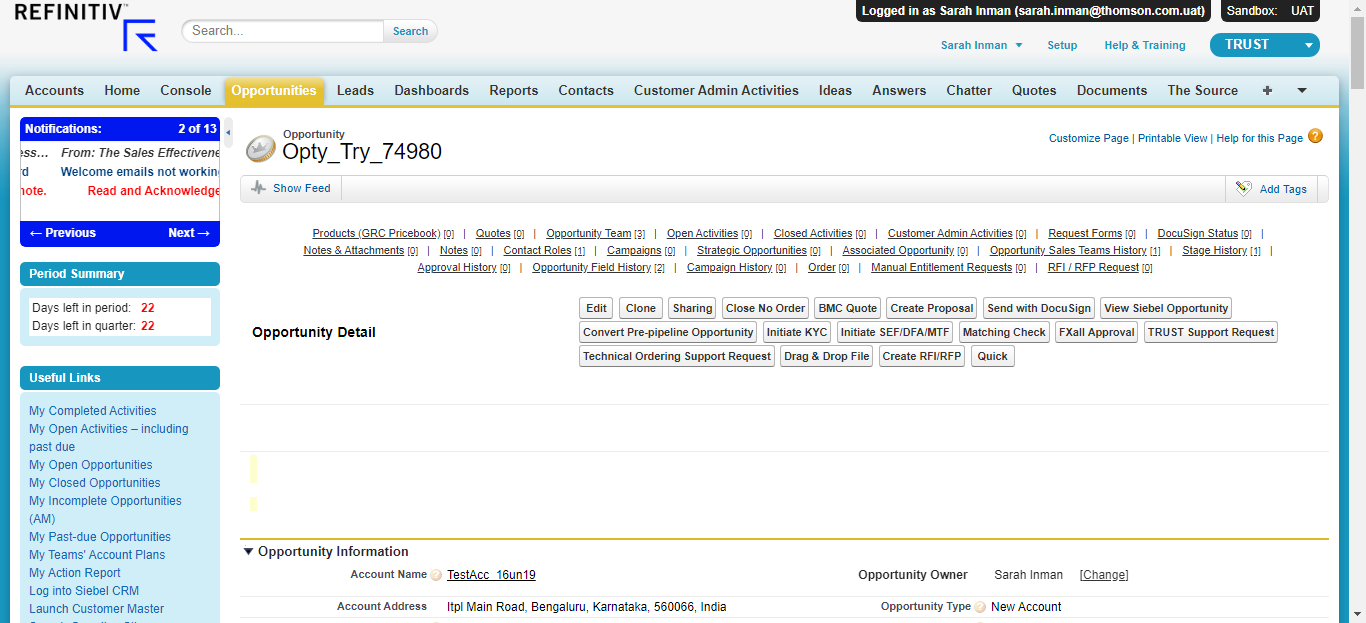 REFINITIV™
Search... Search
Logged in as Sarah Inman (sarah.inman@thomson.com.uat) Sandbox: UAT
Sarah Inman Setup Help & Training TRUST
Accounts Home Console Opportunities Leads Dashboards Reports Contacts Customer Admin Activities Ideas Answers Chatter Quotes Documents The Source
Notifications: 2 of 13
ess... From: The Sales Effectivene
rd Welcome emails not workin
note. Read and Acknowledge
← Previous Next →
Period Summary
Days left in period: 22
Days left in quarter: 22
Useful Links
My Completed Activities
My Open Activities – including
past due
My Open Opportunities
My Closed Opportunities
My Incomplete Opportunities
(AM)
My Past-due Opportunities
My Teams' Account Plans
My Action Report
Log into Siebel CRM
Launch Customer Master
Opportunity
Opty_Try_74980
Customize Page | Printable View | Help for this Page
Show Feed Add Tags
Products (GRC Pricebook) [0] | Quotes [0] | Opportunity Team [3] | Open Activities [0] | Closed Activities [0] | Customer Admin Activities [0] | Request Forms [0] | DocuSign Status [0] |
Notes & Attachments [0] | Notes [0] | Contact Roles [1] | Campaigns [0] | Strategic Opportunities [0] | Associated Opportunity [0] | Opportunity Sales Teams History [1] | Stage History [1] |
Approval History [0] | Opportunity Field History [2] | Campaign History [0] | Order [0] | Manual Entitlement Requests [0] | RFI / RFP Request [0]
Opportunity Detail
Edit Clone Sharing Close No Order BMC Quote Create Proposal Send with DocuSign View Siebel Opportunity
Convert Pre-pipeline Opportunity Initiate KYC Initiate SEF/DFA/MTF Matching Check FXall Approval TRUST Support Request
Technical Ordering Support Request Drag & Drop File Create RFI/RFP Quick
Opportunity Information
Account Name TestAcc_16un19 Opportunity Owner Sarah Inman [Change]
Account Address Itpl Main Road, Bengaluru, Karnataka, 560066, India Opportunity Type New Account